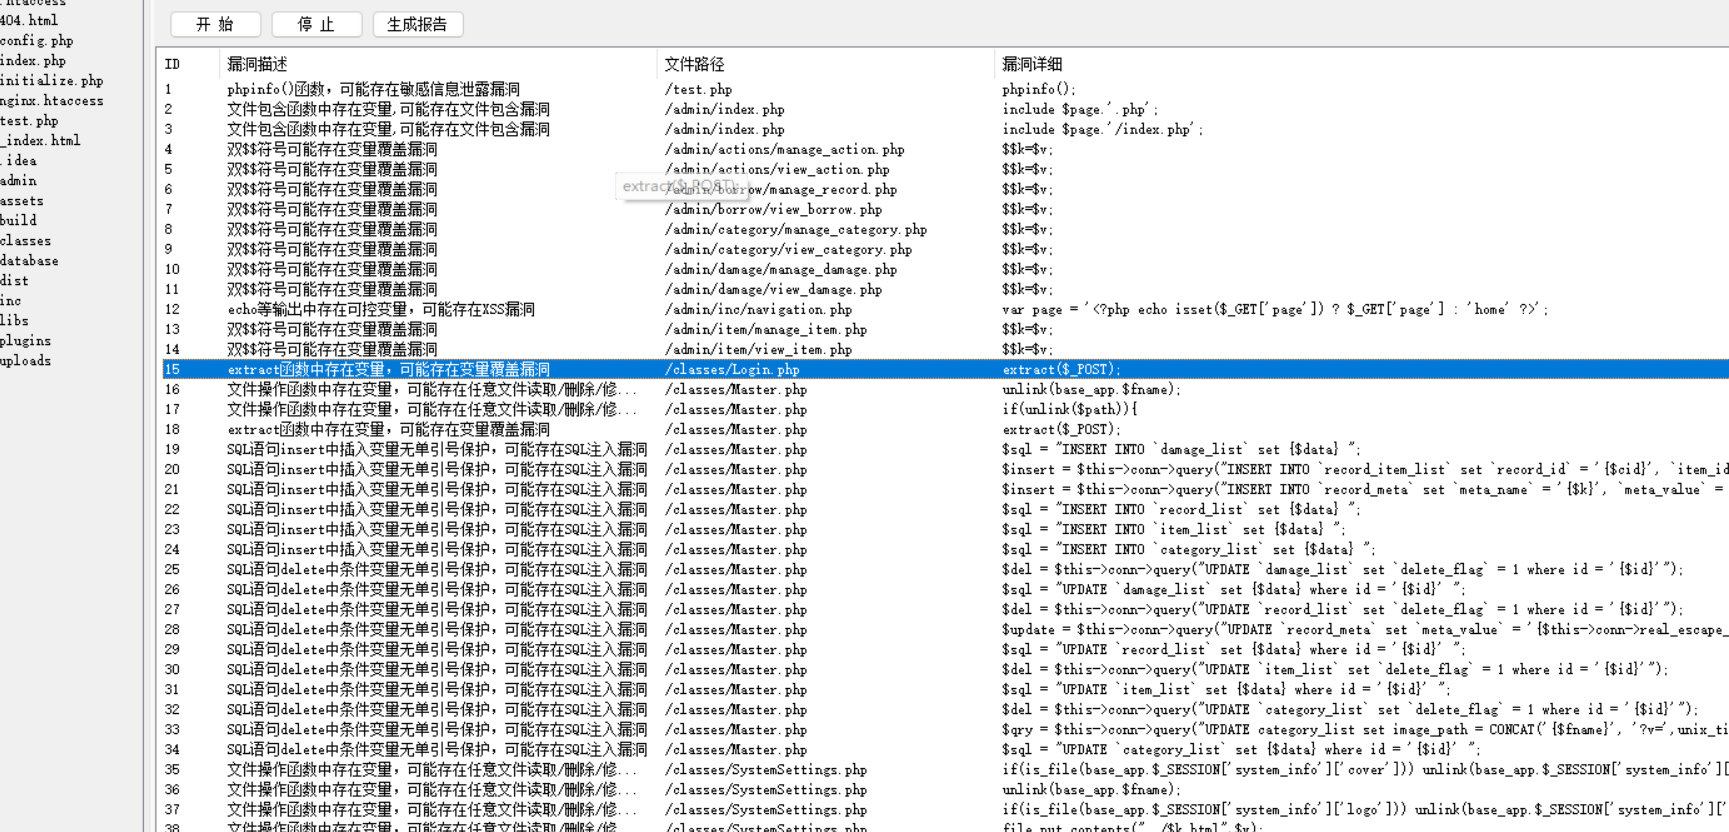 .htaccess
404.html
config.php
index.php
initialize.php
nginx.htaccess
test.php
_index.html
.idea
admin
assets
build
classes
database
dist
inc
libs
plugins
uploads
开 始 停 止 生成报告
ID 漏洞描述 文件路径 漏洞详细
1 phpinfo()函数，可能存在敏感信息泄露漏洞 /test.php phpinfo();
2 文件包含函数中存在变量,可能存在文件包含漏洞 /admin/index.php include $page.'.php';
3 文件包含函数中存在变量,可能存在文件包含漏洞 /admin/index.php include $page.'/index.php';
4 双$$符号可能存在变量覆盖漏洞 /admin/actions/manage_action.php $$k=$v;
5 双$$符号可能存在变量覆盖漏洞 /admin/actions/view_action.php $$k=$v;
extract($_POST);
6 双$$符号可能存在变量覆盖漏洞 /admin/borrow/manage_record.php $$k=$v;
7 双$$符号可能存在变量覆盖漏洞 /admin/borrow/view_borrow.php $$k=$v;
8 双$$符号可能存在变量覆盖漏洞 /admin/category/manage_category.php $$k=$v;
9 双$$符号可能存在变量覆盖漏洞 /admin/category/view_category.php $$k=$v;
10 双$$符号可能存在变量覆盖漏洞 /admin/damage/manage_damage.php $$k=$v;
11 双$$符号可能存在变量覆盖漏洞 /admin/damage/view_damage.php $$k=$v;
12 echo等输出中存在可控变量，可能存在XSS漏洞 /admin/inc/navigation.php var page = '<?php echo isset($_GET['page']) ? $_GET['page'] : 'home' ?>';
13 双$$符号可能存在变量覆盖漏洞 /admin/item/manage_item.php $$k=$v;
14 双$$符号可能存在变量覆盖漏洞 /admin/item/view_item.php $$k=$v;
15 extract函数中存在变量，可能存在变量覆盖漏洞 /classes/Login.php extract($_POST);
16 文件操作函数中存在变量，可能存在任意文件读取/删除/修... /classes/Master.php unlink(base_app.$fname);
17 文件操作函数中存在变量，可能存在任意文件读取/删除/修... /classes/Master.php if(unlink($path)){
18 extract函数中存在变量，可能存在变量覆盖漏洞 /classes/Master.php extract($_POST);
19 SQL语句insert中插入变量无单引号保护，可能存在SQL注入漏洞 /classes/Master.php $sql = "INSERT INTO `damage_list` set {$data} ";
20 SQL语句insert中插入变量无单引号保护，可能存在SQL注入漏洞 /classes/Master.php $insert = $this->conn->query("INSERT INTO `record_item_list` set `record_id` = '{$cid}', `item_id
21 SQL语句insert中插入变量无单引号保护，可能存在SQL注入漏洞 /classes/Master.php $insert = $this->conn->query("INSERT INTO `record_meta` set `meta_name` = '{$k}', `meta_value` =
22 SQL语句insert中插入变量无单引号保护，可能存在SQL注入漏洞 /classes/Master.php $sql = "INSERT INTO `record_list` set {$data} ";
23 SQL语句insert中插入变量无单引号保护，可能存在SQL注入漏洞 /classes/Master.php $sql = "INSERT INTO `item_list` set {$data} ";
24 SQL语句insert中插入变量无单引号保护，可能存在SQL注入漏洞 /classes/Master.php $sql = "INSERT INTO `category_list` set {$data} ";
25 SQL语句delete中条件变量无单引号保护，可能存在SQL注入漏洞 /classes/Master.php $del = $this->conn->query("UPDATE `damage_list` set `delete_flag` = 1 where id = '{$id}'");
26 SQL语句delete中条件变量无单引号保护，可能存在SQL注入漏洞 /classes/Master.php $sql = "UPDATE `damage_list` set {$data} where id = '{$id}' ";
27 SQL语句delete中条件变量无单引号保护，可能存在SQL注入漏洞 /classes/Master.php $del = $this->conn->query("UPDATE `record_list` set `delete_flag` = 1 where id = '{$id}'");
28 SQL语句delete中条件变量无单引号保护，可能存在SQL注入漏洞 /classes/Master.php $update = $this->conn->query("UPDATE `record_meta` set `meta_value` = '{$this->conn->real_escape_
29 SQL语句delete中条件变量无单引号保护，可能存在SQL注入漏洞 /classes/Master.php $sql = "UPDATE `record_list` set {$data} where id = '{$id}' ";
30 SQL语句delete中条件变量无单引号保护，可能存在SQL注入漏洞 /classes/Master.php $del = $this->conn->query("UPDATE `item_list` set `delete_flag` = 1 where id = '{$id}'");
31 SQL语句delete中条件变量无单引号保护，可能存在SQL注入漏洞 /classes/Master.php $sql = "UPDATE `item_list` set {$data} where id = '{$id}' ";
32 SQL语句delete中条件变量无单引号保护，可能存在SQL注入漏洞 /classes/Master.php $del = $this->conn->query("UPDATE `category_list` set `delete_flag` = 1 where id = '{$id}'");
33 SQL语句delete中条件变量无单引号保护，可能存在SQL注入漏洞 /classes/Master.php $qry = $this->conn->query("UPDATE category_list set image_path = CONCAT('{$fname}', '?v=',unix_ti
34 SQL语句delete中条件变量无单引号保护，可能存在SQL注入漏洞 /classes/Master.php $sql = "UPDATE `category_list` set {$data} where id = '{$id}' ";
35 文件操作函数中存在变量，可能存在任意文件读取/删除/修... /classes/SystemSettings.php if(is_file(base_app.$_SESSION['system_info']['cover'])) unlink(base_app.$_SESSION['system_info'][
36 文件操作函数中存在变量，可能存在任意文件读取/删除/修... /classes/SystemSettings.php unlink(base_app.$fname);
37 文件操作函数中存在变量，可能存在任意文件读取/删除/修... /classes/SystemSettings.php if(is_file(base_app.$_SESSION['system_info']['logo'])) unlink(base_app.$_SESSION['system_info']['
38 文件操作函数中存在变量，可能存在任意文件读取/删除/修... /classes/SystemSettings.php file_put_contents("../$k.html",$v);